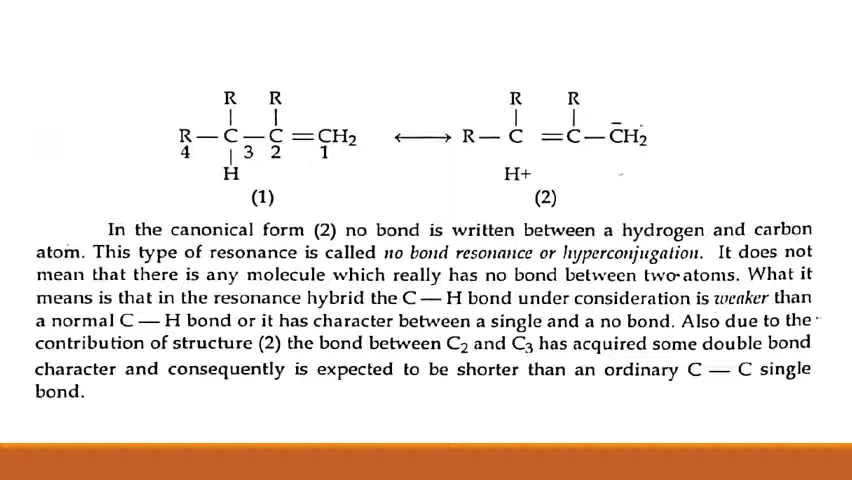 R R R R
| | | |
R — C — C = CH₂ ⟷ R — C = C — C̄H₂
4 | 3 2 1
H H+
(1) (2)
In the canonical form (2) no bond is written between a hydrogen and carbon
atom. This type of resonance is called no bond resonance or hyperconjugation. It does not
mean that there is any molecule which really has no bond between two atoms. What it
means is that in the resonance hybrid the C — H bond under consideration is weaker than
a normal C — H bond or it has character between a single and a no bond. Also due to the
contribution of structure (2) the bond between C₂ and C₃ has acquired some double bond
character and consequently is expected to be shorter than an ordinary C — C single
bond.